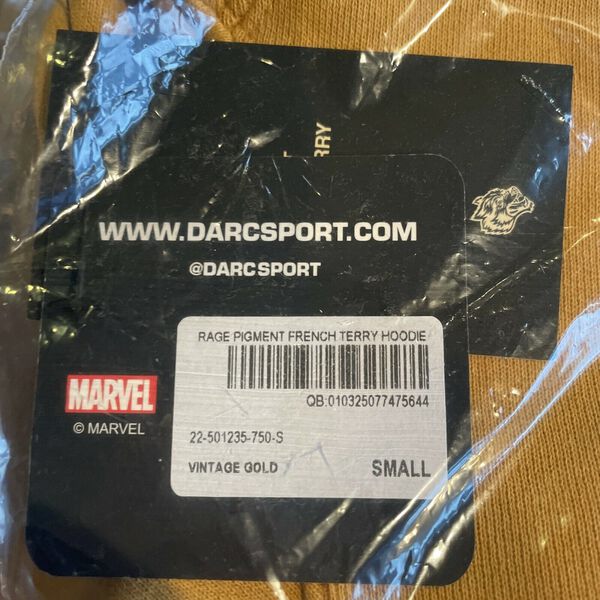 RRY
WWW.DARCSPORT.COM
@DARCSPORT
RAGE PIGMENT FRENCH TERRY HOODIE
QB:010325077475644
MARVEL
© MARVEL
22-501235-750-S
VINTAGE GOLD
SMALL